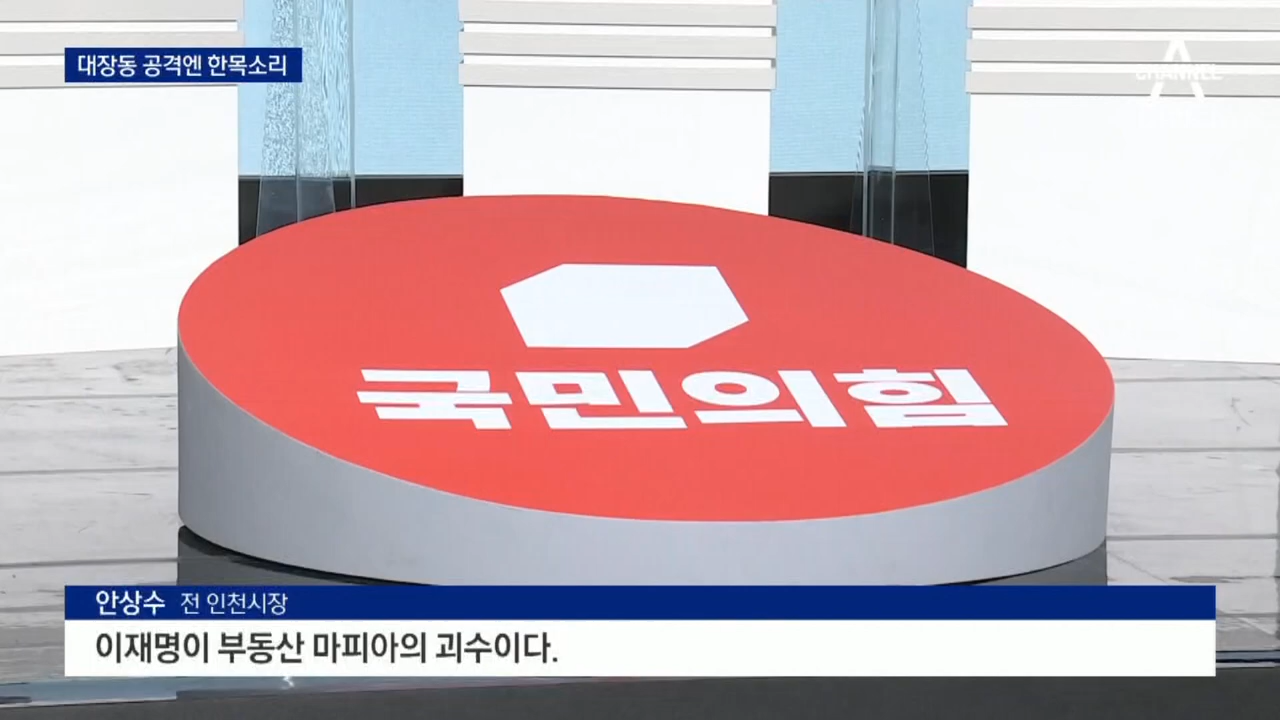 대장동 공격엔 한목소리
CHANNEL A
국민의힘
안상수 전 인천시장
이재명이 부동산 마피아의 괴수이다.